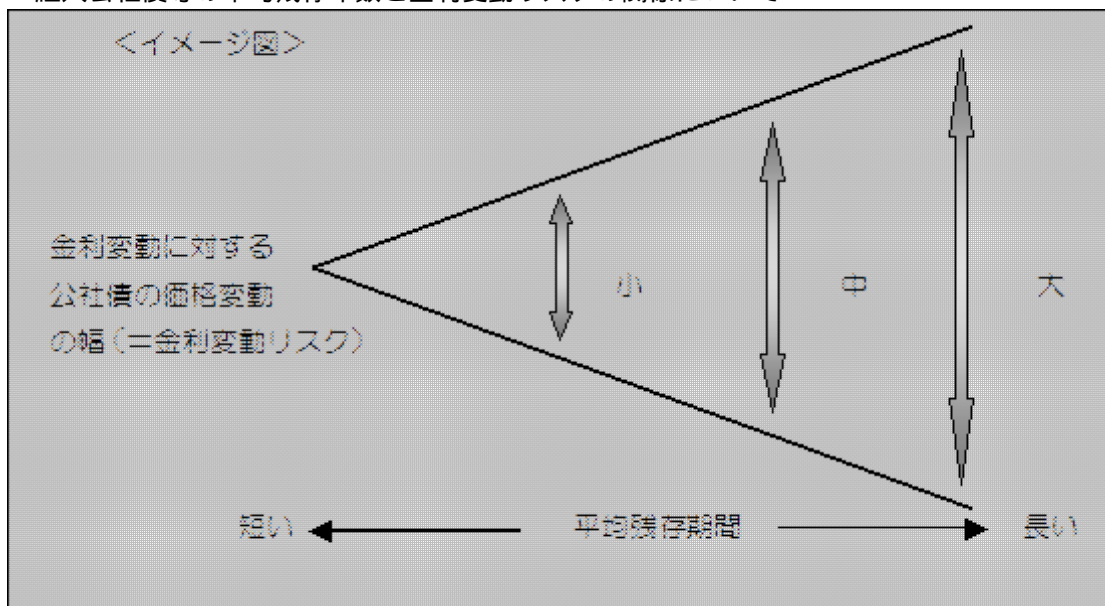 ＜イメージ図＞
金利変動に対する
公社債の価格変動
の幅（＝金利変動リスク）
小
中
大
短い
平均残存期間
長い